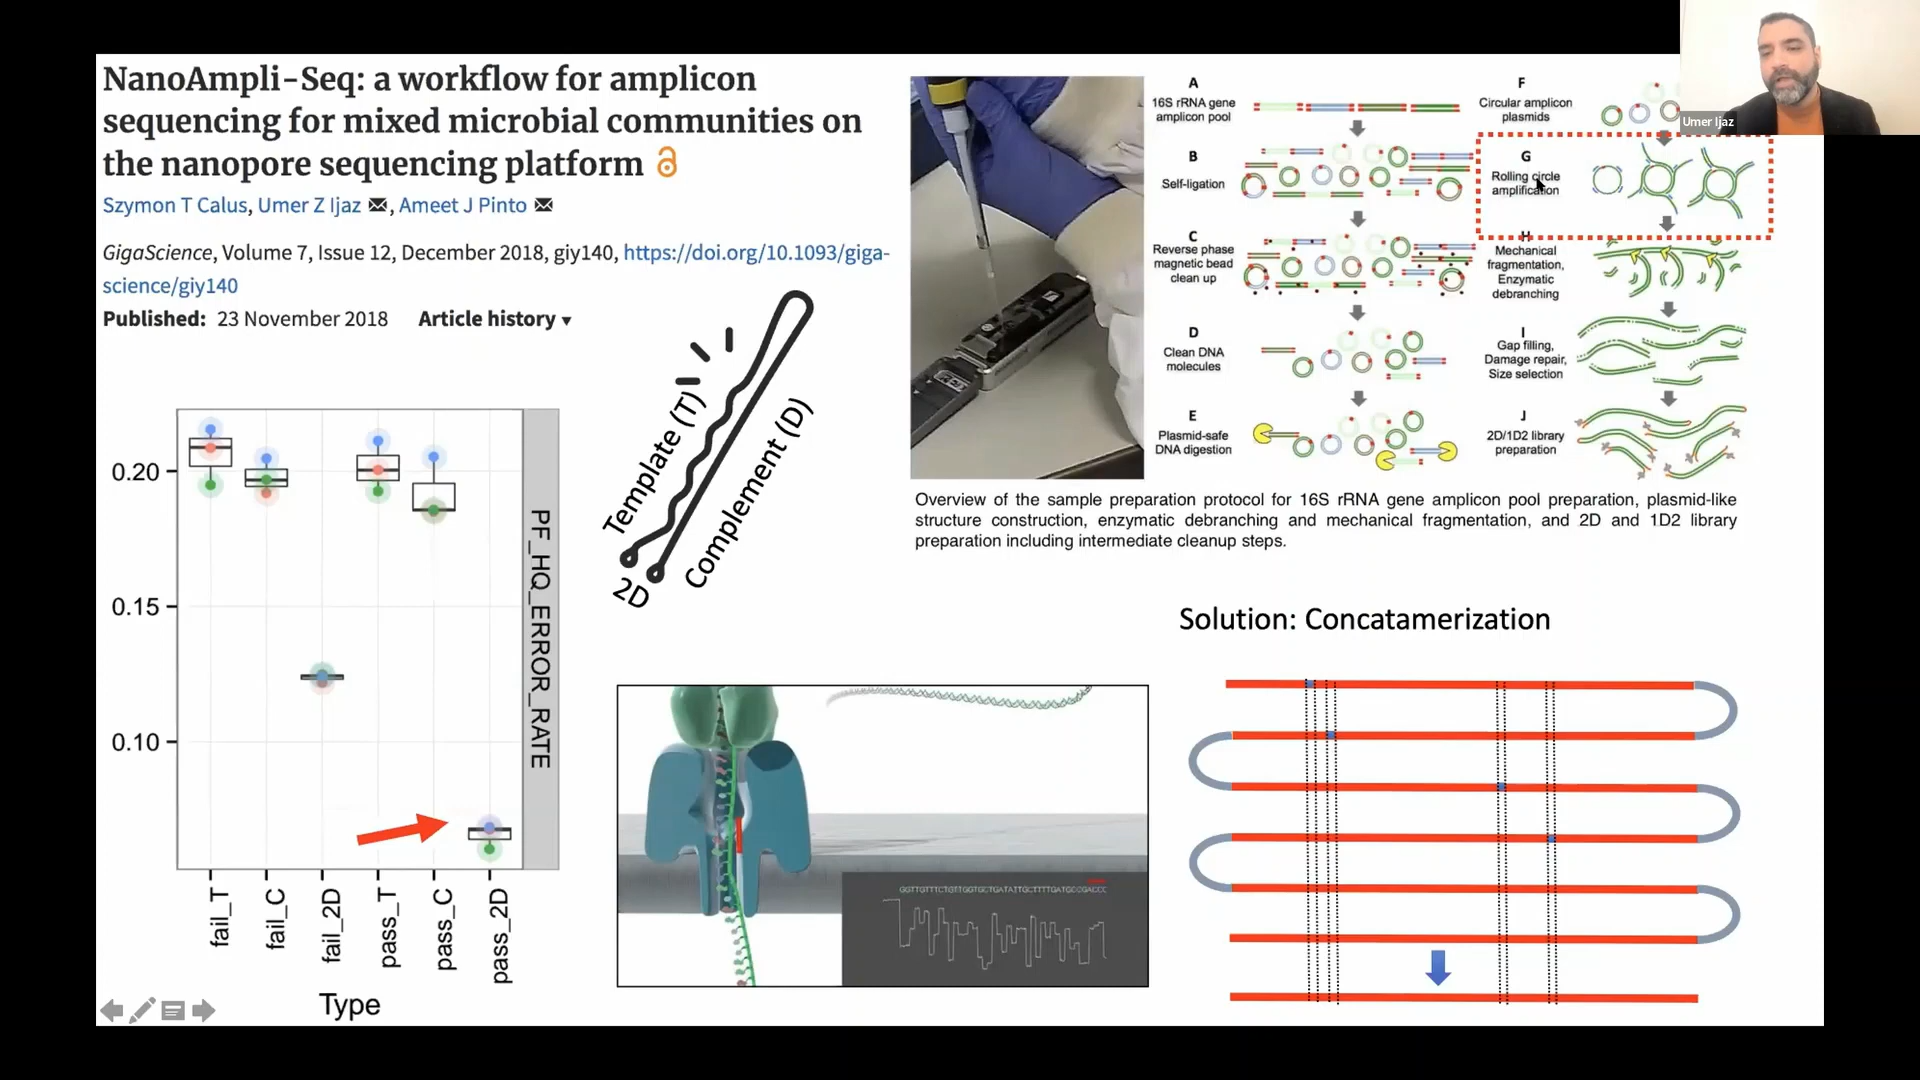 NanoAmpli-Seq: a workflow for amplicon
sequencing for mixed microbial communities on
the nanopore sequencing platform
Szymon T Calus, Umer Z Ijaz, Ameet J Pinto
GigaScience, Volume 7, Issue 12, December 2018, giy140, https://doi.org/10.1093/giga-
science/giy140
Published: 23 November 2018 Article history
0.20
0.15
0.10
PF_HQ_ERROR_RATE
fail_T
fail_C
fail_2D
pass_T
pass_C
pass_2D
Type
Template (T)
Complement (D)
2D
A
16S rRNA gene
amplicon pool
B
Self-ligation
C
Reverse phase
magnetic bead
clean up
D
Clean DNA
molecules
E
Plasmid-safe
DNA digestion
F
Circular amplicon
plasmids
G
Rolling circle
amplification
H
Mechanical
fragmentation,
Enzymatic
debranching
I
Gap filling,
Damage repair,
Size selection
J
2D/1D2 library
preparation
Umer Ijaz
Overview of the sample preparation protocol for 16S rRNA gene amplicon pool preparation, plasmid-like
structure construction, enzymatic debranching and mechanical fragmentation, and 2D and 1D2 library
preparation including intermediate cleanup steps.
Solution: Concatamerization